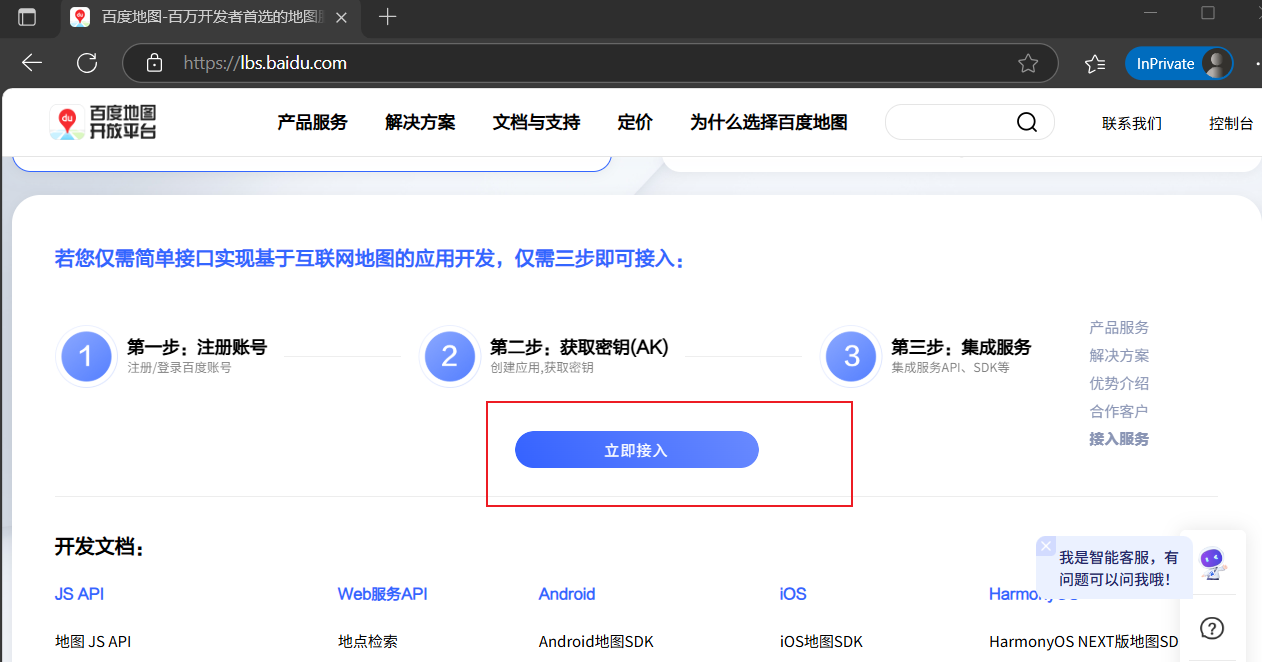 百度地图-百万开发者首选的地图
https://lbs.baidu.com
InPrivate
du
百度地图
开放平台
产品服务
解决方案
文档与支持
定价
为什么选择百度地图
联系我们
控制台
若您仅需简单接口实现基于互联网地图的应用开发，仅需三步即可接入：
1
第一步：注册账号
注册/登录百度账号
2
第二步：获取密钥(AK)
创建应用,获取密钥
3
第三步：集成服务
集成服务API、SDK等
产品服务
解决方案
优势介绍
合作客户
接入服务
立即接入
开发文档：
我是智能客服，有
问题可以问我哦！
JS API
Web服务API
Android
iOS
地图 JS API
地点检索
Android地图SDK
iOS地图SDK
HarmonyOS NEXT版地图SD